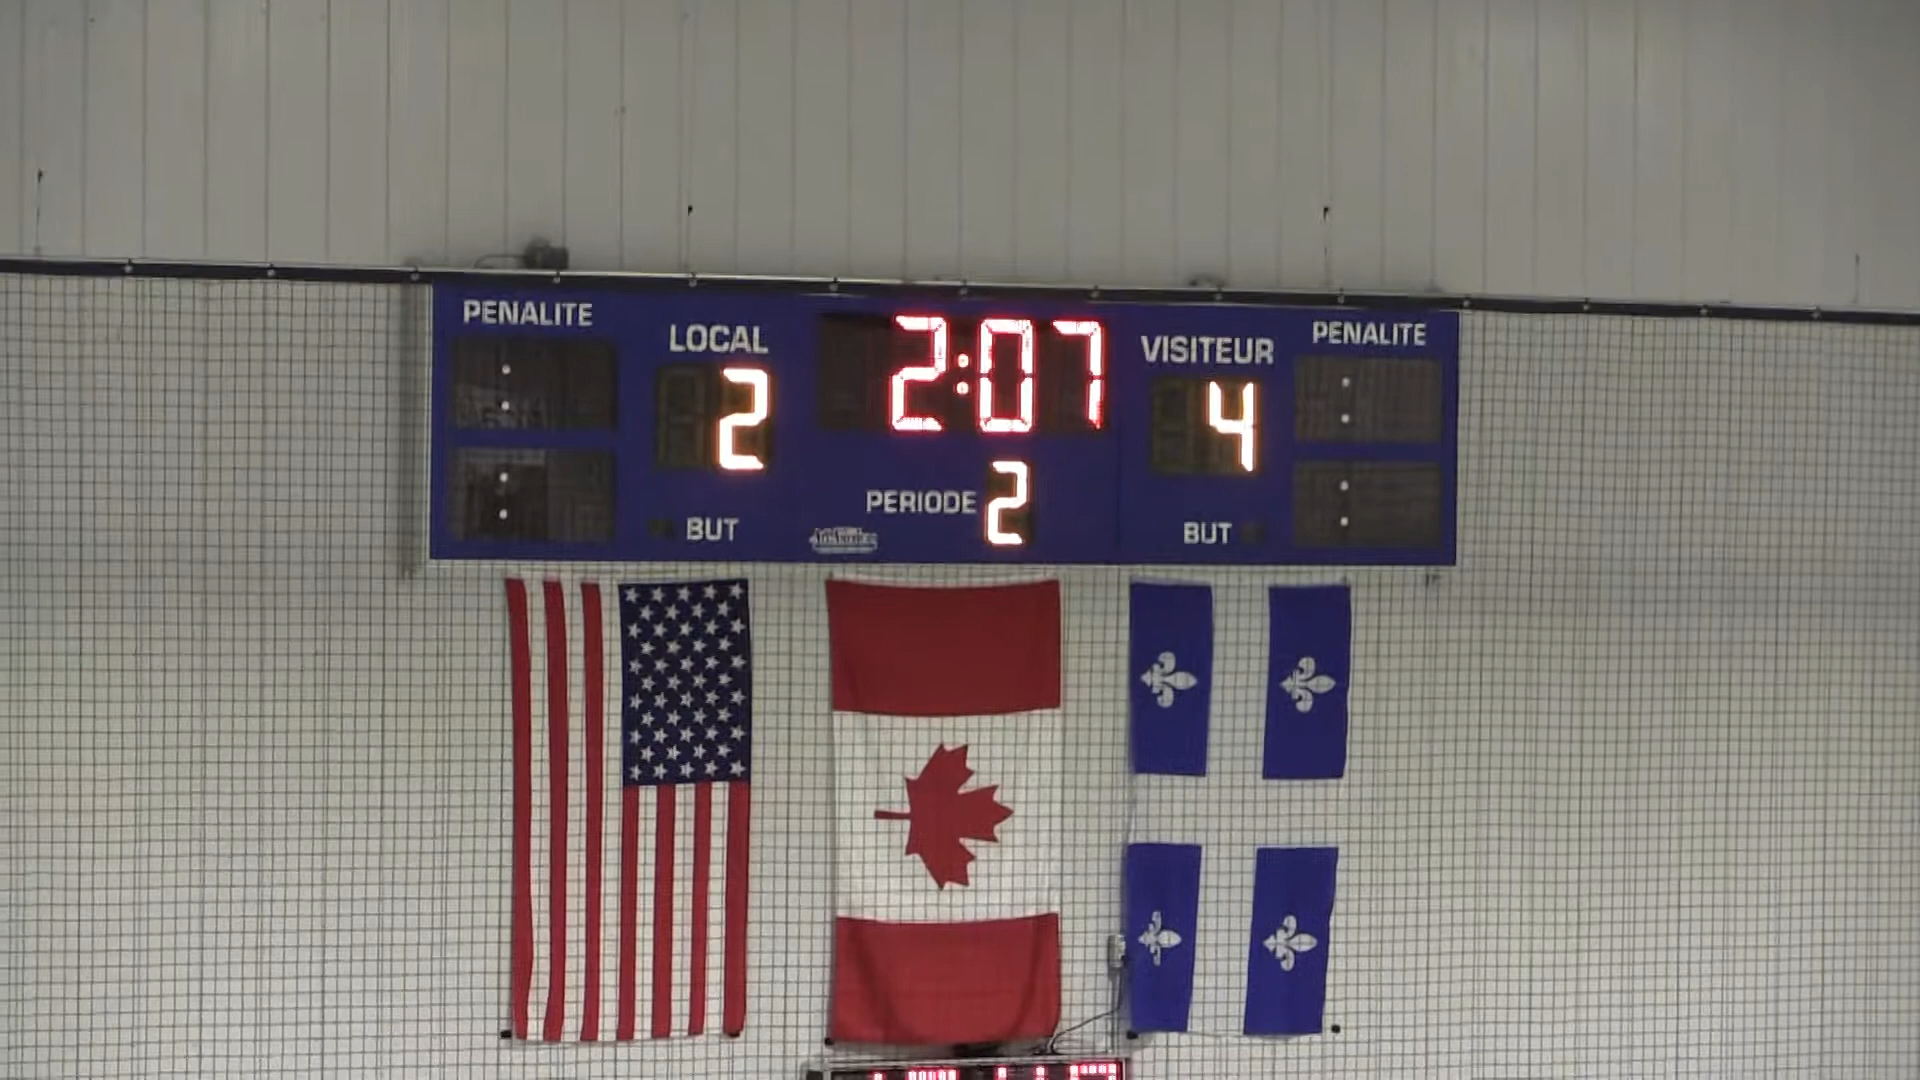 PENALITE
LOCAL
2:07
VISITEUR
PENALITE
2
4
PERIODE 2
BUT
BUT